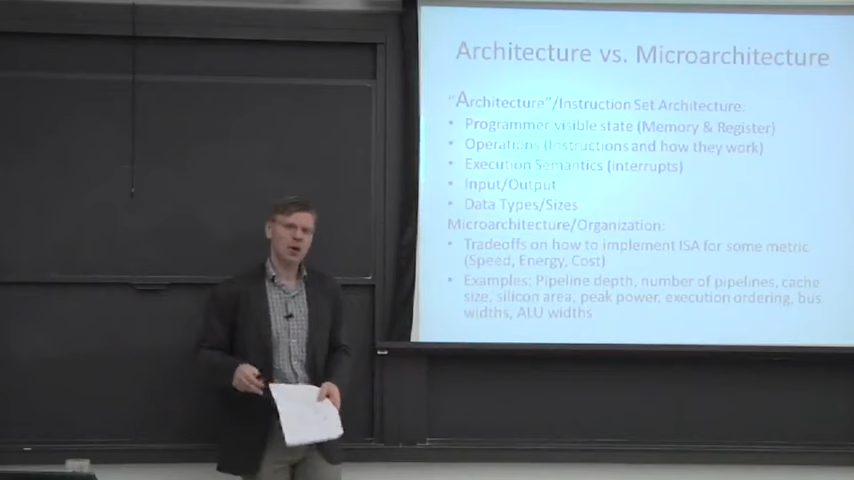 Architecture vs. Microarchitecture
"Architecture"/Instruction Set Architecture:
• Programmer visible state (Memory & Register)
• Operations (Instructions and how they work)
• Execution Semantics (interrupts)
• Input/Output
• Data Types/Sizes
Microarchitecture/Organization:
• Tradeoffs on how to implement ISA for some metric
(Speed, Energy, Cost)
• Examples: Pipeline depth, number of pipelines, cache
size, silicon area, peak power, execution ordering, bus
widths, ALU widths